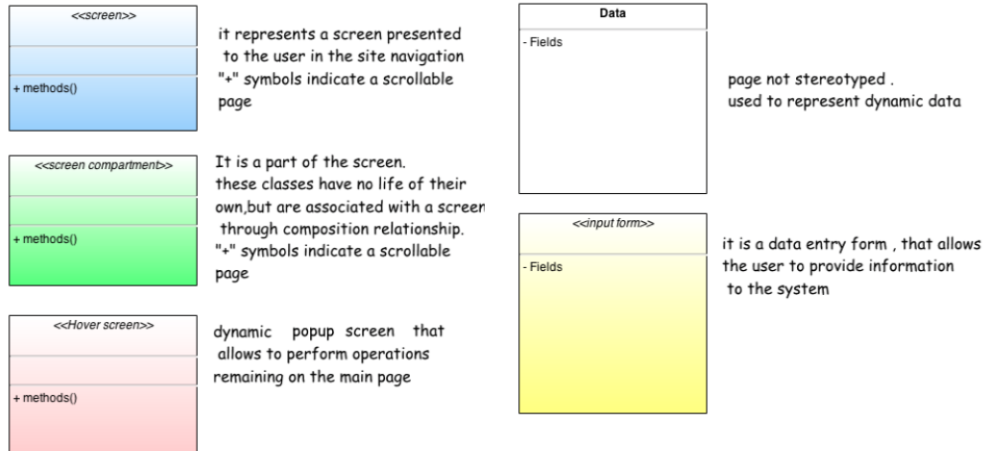 <<screen>>
+ methods()
it represents a screen presented
to the user in the site navigation
"+" symbols indicate a scrollable
page
<<screen compartment>>
+ methods()
It is a part of the screen.
these classes have no life of their
own,but are associated with a screen
through composition relationship.
"+" symbols indicate a scrollable
page
<<Hover screen>>
+ methods()
dynamic popup screen that
allows to perform operations
remaining on the main page
Data
- Fields
page not stereotyped .
used to represent dynamic data
<<input form>>
- Fields
it is a data entry form , that allows
the user to provide information
to the system